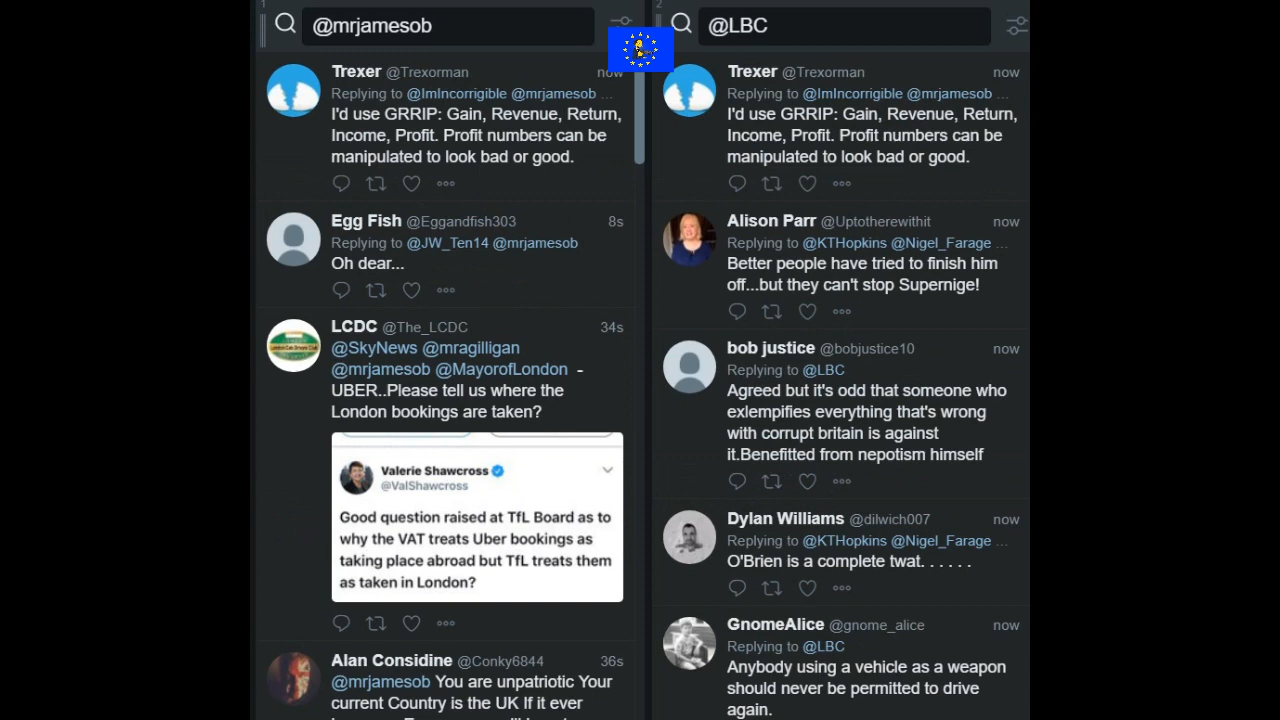 1
@mrjamesob
Trexer @Trexorman now
Replying to @ImIncorrigible @mrjamesob ...
I'd use GRRIP: Gain, Revenue, Return,
Income, Profit. Profit numbers can be
manipulated to look bad or good.
Egg Fish @Eggandfish303 8s
Replying to @JW_Ten14 @mrjamesob
Oh dear...
LCDC @The_LCDC 34s
@SkyNews @mragilligan
@mrjamesob @MayorofLondon -
UBER..Please tell us where the
London bookings are taken?
Valerie Shawcross
@ValShawcross
Good question raised at TfL Board as to
why the VAT treats Uber bookings as
taking place abroad but TfL treats them
as taken in London?
Alan Considine @Conky6844 36s
@mrjamesob You are unpatriotic Your
current Country is the UK If it ever
2
@LBC
Trexer @Trexorman now
Replying to @ImIncorrigible @mrjamesob ...
I'd use GRRIP: Gain, Revenue, Return,
Income, Profit. Profit numbers can be
manipulated to look bad or good.
Alison Parr @Uptotherewithit now
Replying to @KTHopkins @Nigel_Farage ...
Better people have tried to finish him
off...but they can't stop Supernige!
bob justice @bobjustice10 now
Replying to @LBC
Agreed but it's odd that someone who
exlempifies everything that's wrong
with corrupt britain is against
it.Benefitted from nepotism himself
Dylan Williams @dilwich007 now
Replying to @KTHopkins @Nigel_Farage ...
O'Brien is a complete twat. . . . . .
GnomeAlice @gnome_alice now
Replying to @LBC
Anybody using a vehicle as a weapon
should never be permitted to drive
again.